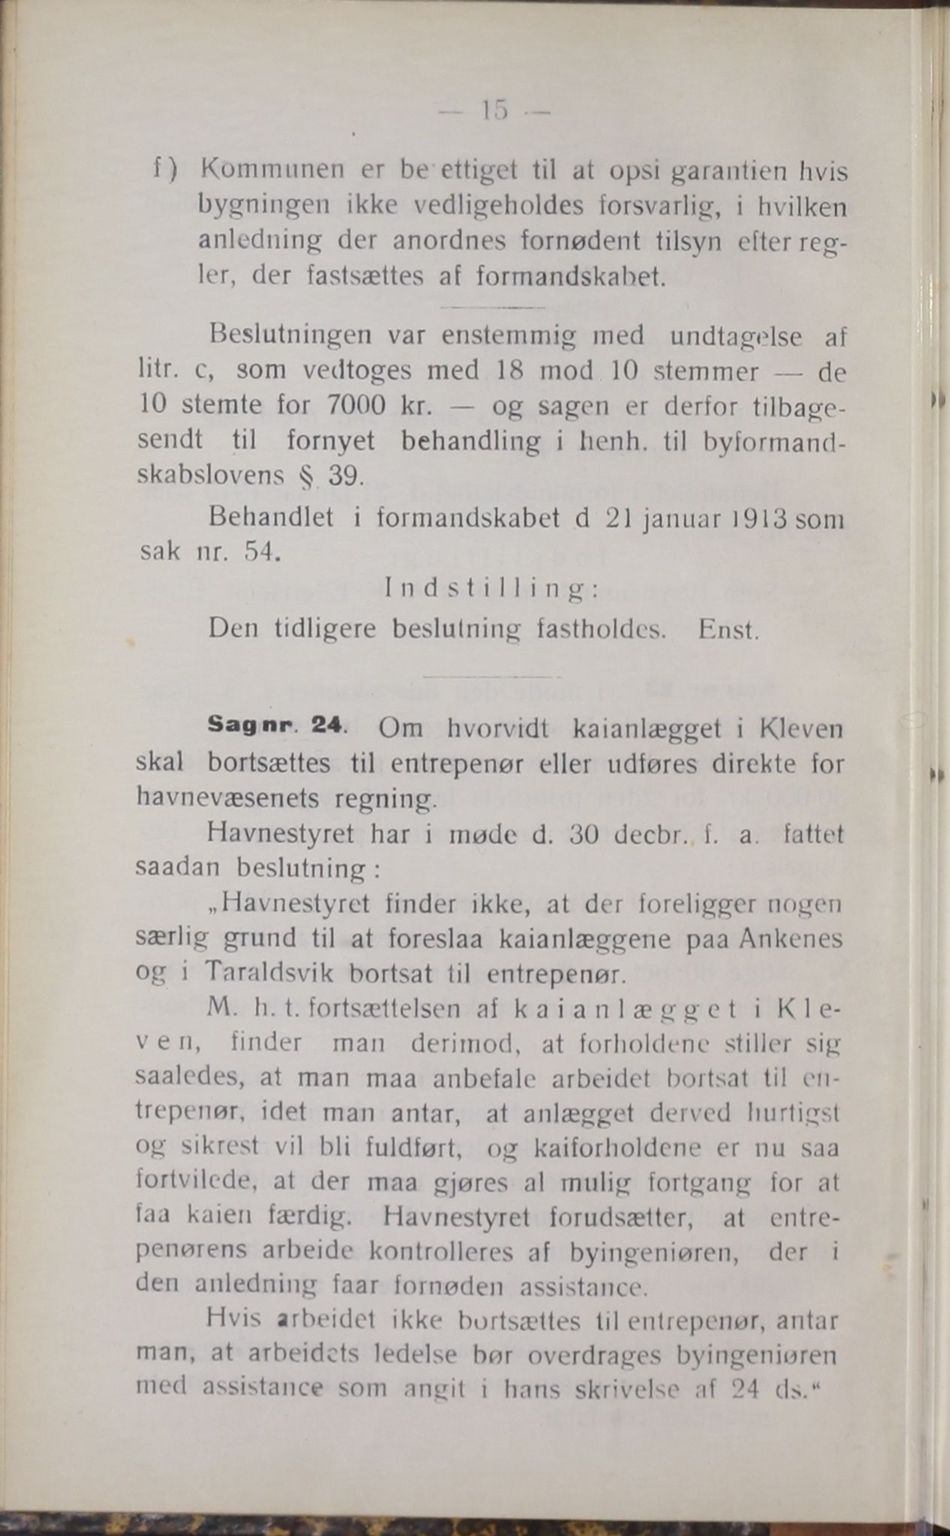 — 15 —
f) Kommunen er be ettiget til at opsi garantien hvis
bygningen ikke vedligeholdes forsvarlig, i hvilken
anledning der anordnes fornødent tilsyn efter reg-
ler, der fastsættes af formandskabet.
Beslutningen var enstemmig med undtagelse af
litr. c, som vedtoges med 18 mod 10 stemmer — de
10 stemte for 7000 kr. — og sagen er derfor tilbage-
sendt til fornyet behandling i henh. til byformand-
skabslovens § 39.
Behandlet i formandskabet d 21 januar 1913 som
sak nr. 54.
Indstilling:
Den tidligere beslutning fastholdes. Enst.
Sag nr. 24. Om hvorvidt kaianlægget i Kleven
skal bortsættes til entrepenør eller udføres direkte for
havnevæsenets regning.
Havnestyret har i møde d. 30 decbr. f. a. fattet
saadan beslutning:
„Havnestyret finder ikke, at der foreligger nogen
særlig grund til at foreslaa kaianlæggene paa Ankenes
og i Taraldsvik bortsat til entrepenør.
M. h. t. fortsættelsen af kaianlægget i Kle-
ven, finder man derimod, at forholdene stiller sig
saaledes, at man maa anbefale arbeidet bortsat til en-
trepenør, idet man antar, at anlægget derved hurtigst
og sikrest vil bli fuldført, og kaiforholdene er nu saa
fortvilede, at der maa gjøres al mulig fortgang for at
faa kaien færdig. Havnestyret forudsætter, at entre-
penørens arbeide kontrolleres af byingeniøren, der i
den anledning faar fornøden assistance.
Hvis arbeidet ikke bortsættes til entrepenør, antar
man, at arbeidets ledelse bør overdrages byingeniøren
med assistance som angit i hans skrivelse af 24 ds.“